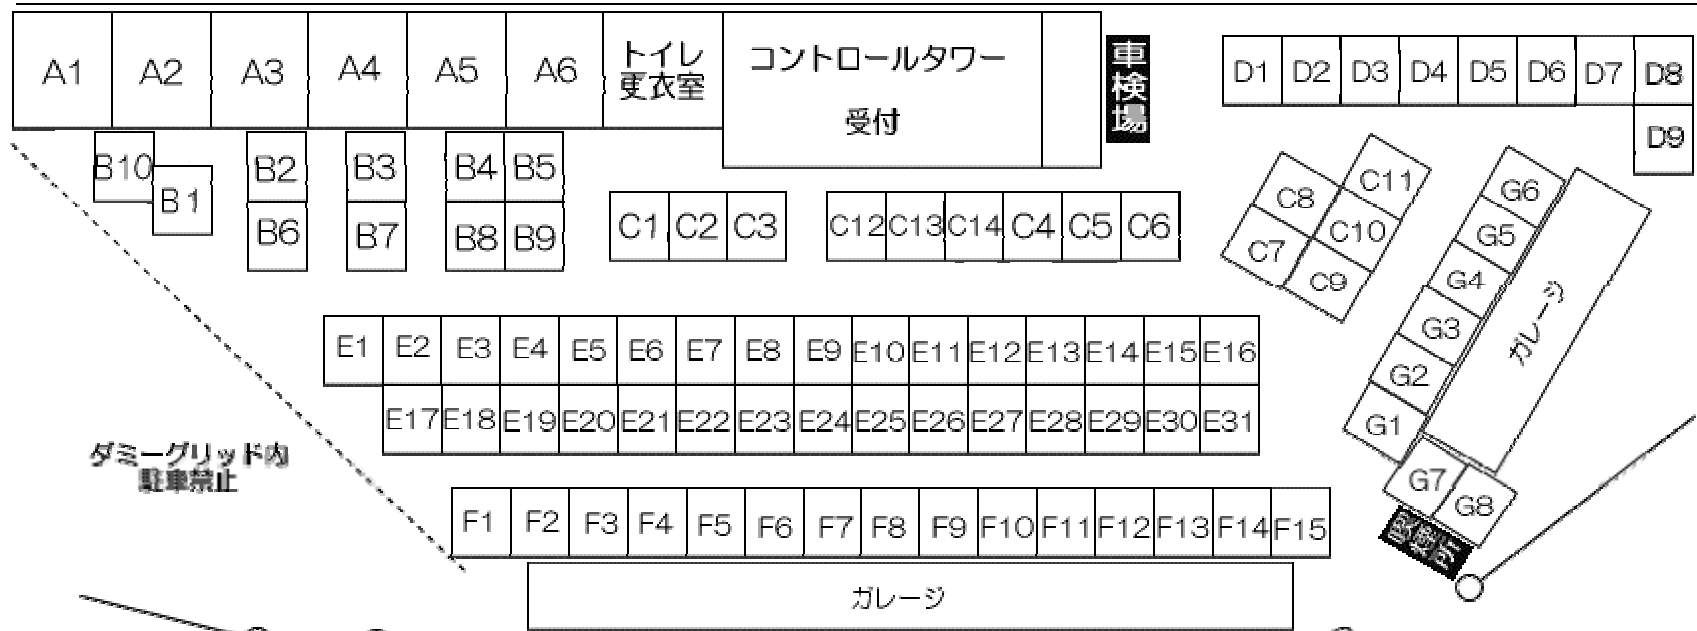 A1 A2 A3 A4 A5 A6
トイレ
更衣室
コントロールタワー
受付
車検場
D1 D2 D3 D4 D5 D6 D7 D8
D9
B10 B1 B2 B3 B4 B5
B6 B7 B8 B9
C1 C2 C3
C12 C13 C14 C4 C5 C6
C8 C11
C7 C10
C9
G6
G5
G4
G3
G2
G1
ガレージ
G7 G8
E1 E2 E3 E4 E5 E6 E7 E8 E9 E10 E11 E12 E13 E14 E15 E16
E17 E18 E19 E20 E21 E22 E23 E24 E25 E26 E27 E28 E29 E30 E31
ダミーグリッド内
駐車禁止
F1 F2 F3 F4 F5 F6 F7 F8 F9 F10 F11 F12 F13 F14 F15
ガレージ